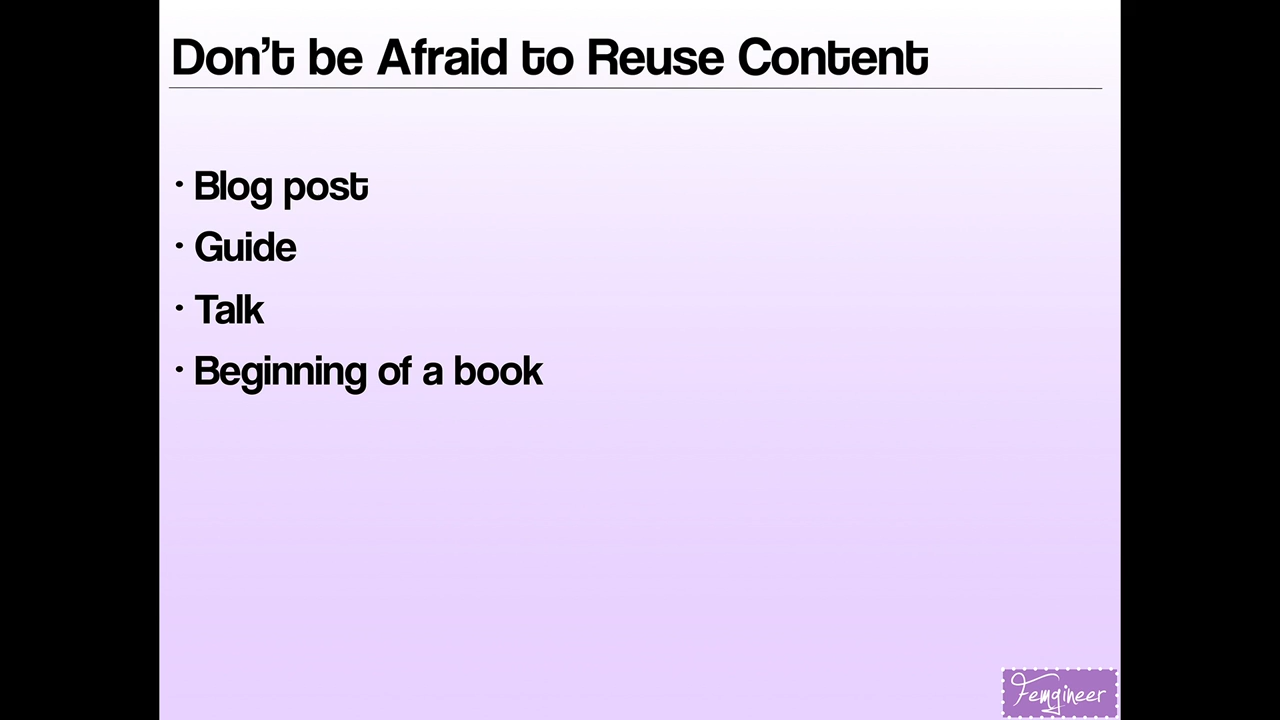 Don't be Afraid to Reuse Content
• Blog post
• Guide
• Talk
• Beginning of a book
Femgineer